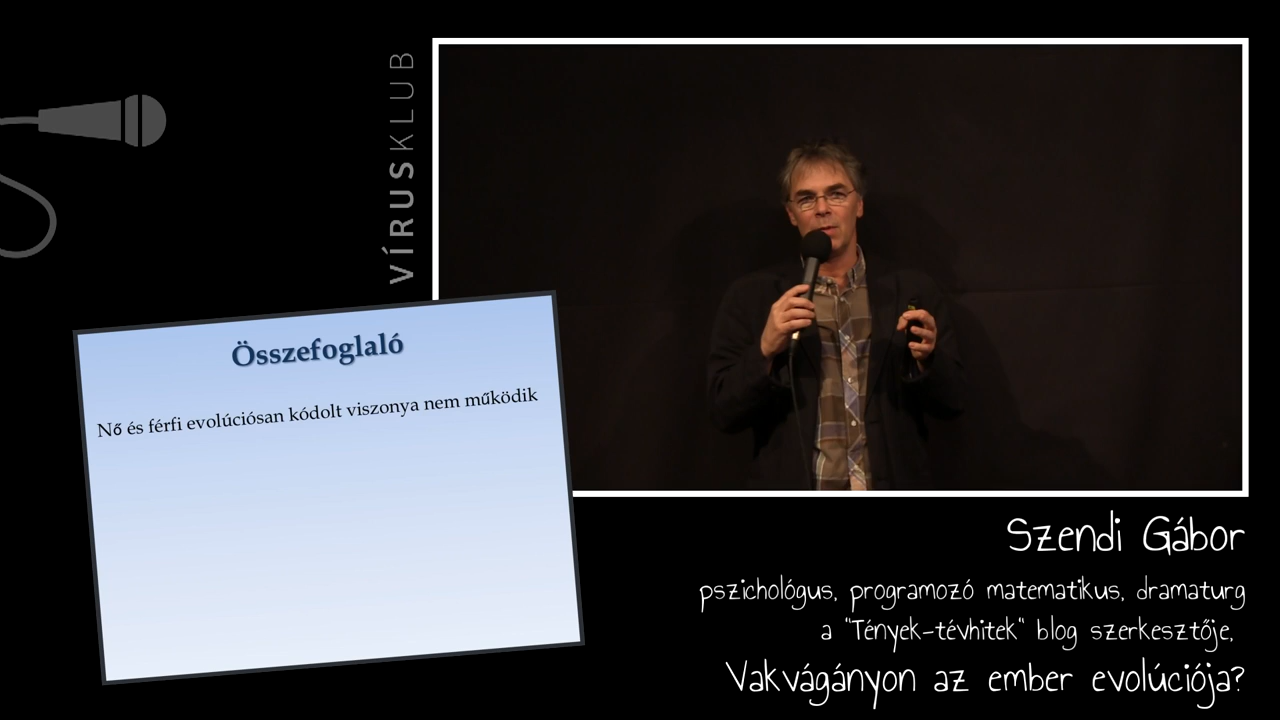 VÍRUSKLUB
Összefoglaló
Nő és férfi evolúciósan kódolt viszonya nem működik
Szendi Gábor
pszichológus, programozó matematikus, dramaturg
a "Tények-tévhitek" blog szerkesztője,
Vakvágányon az ember evolúciója?